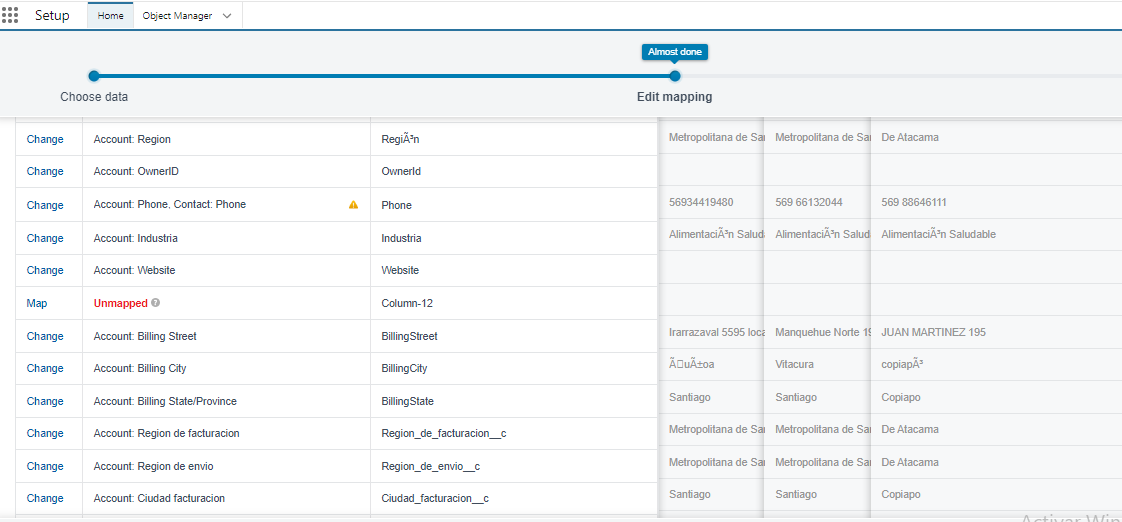 Setup Home Object Manager
Almost done
Choose data Edit mapping
Change Account: Region RegiÃ³n Metropolitana de Sa Metropolitana de Sa De Atacama
Change Account: OwnerID OwnerId
Change Account: Phone, Contact: Phone Phone 56934419480 569 66132044 569 88646111
Change Account: Industria Industria AlimentaciÃ³n Salud AlimentaciÃ³n Salud AlimentaciÃ³n Saludable
Change Account: Website Website
Map Unmapped ? Column-12
Change Account: Billing Street BillingStreet Irarrazaval 5595 loca Manquehue Norte 19 JUAN MARTINEZ 195
Change Account: Billing City BillingCity Ã□uÃ±oa Vitacura copiapÃ³
Change Account: Billing State/Province BillingState Santiago Santiago Copiapo
Change Account: Region de facturacion Region_de_facturacion__c Metropolitana de Sa Metropolitana de Sa De Atacama
Change Account: Region de envio Region_de_envio__c Metropolitana de Sa Metropolitana de Sa De Atacama
Change Account: Ciudad facturacion Ciudad_facturacion__c Santiago Santiago Copiapo
Activar Win